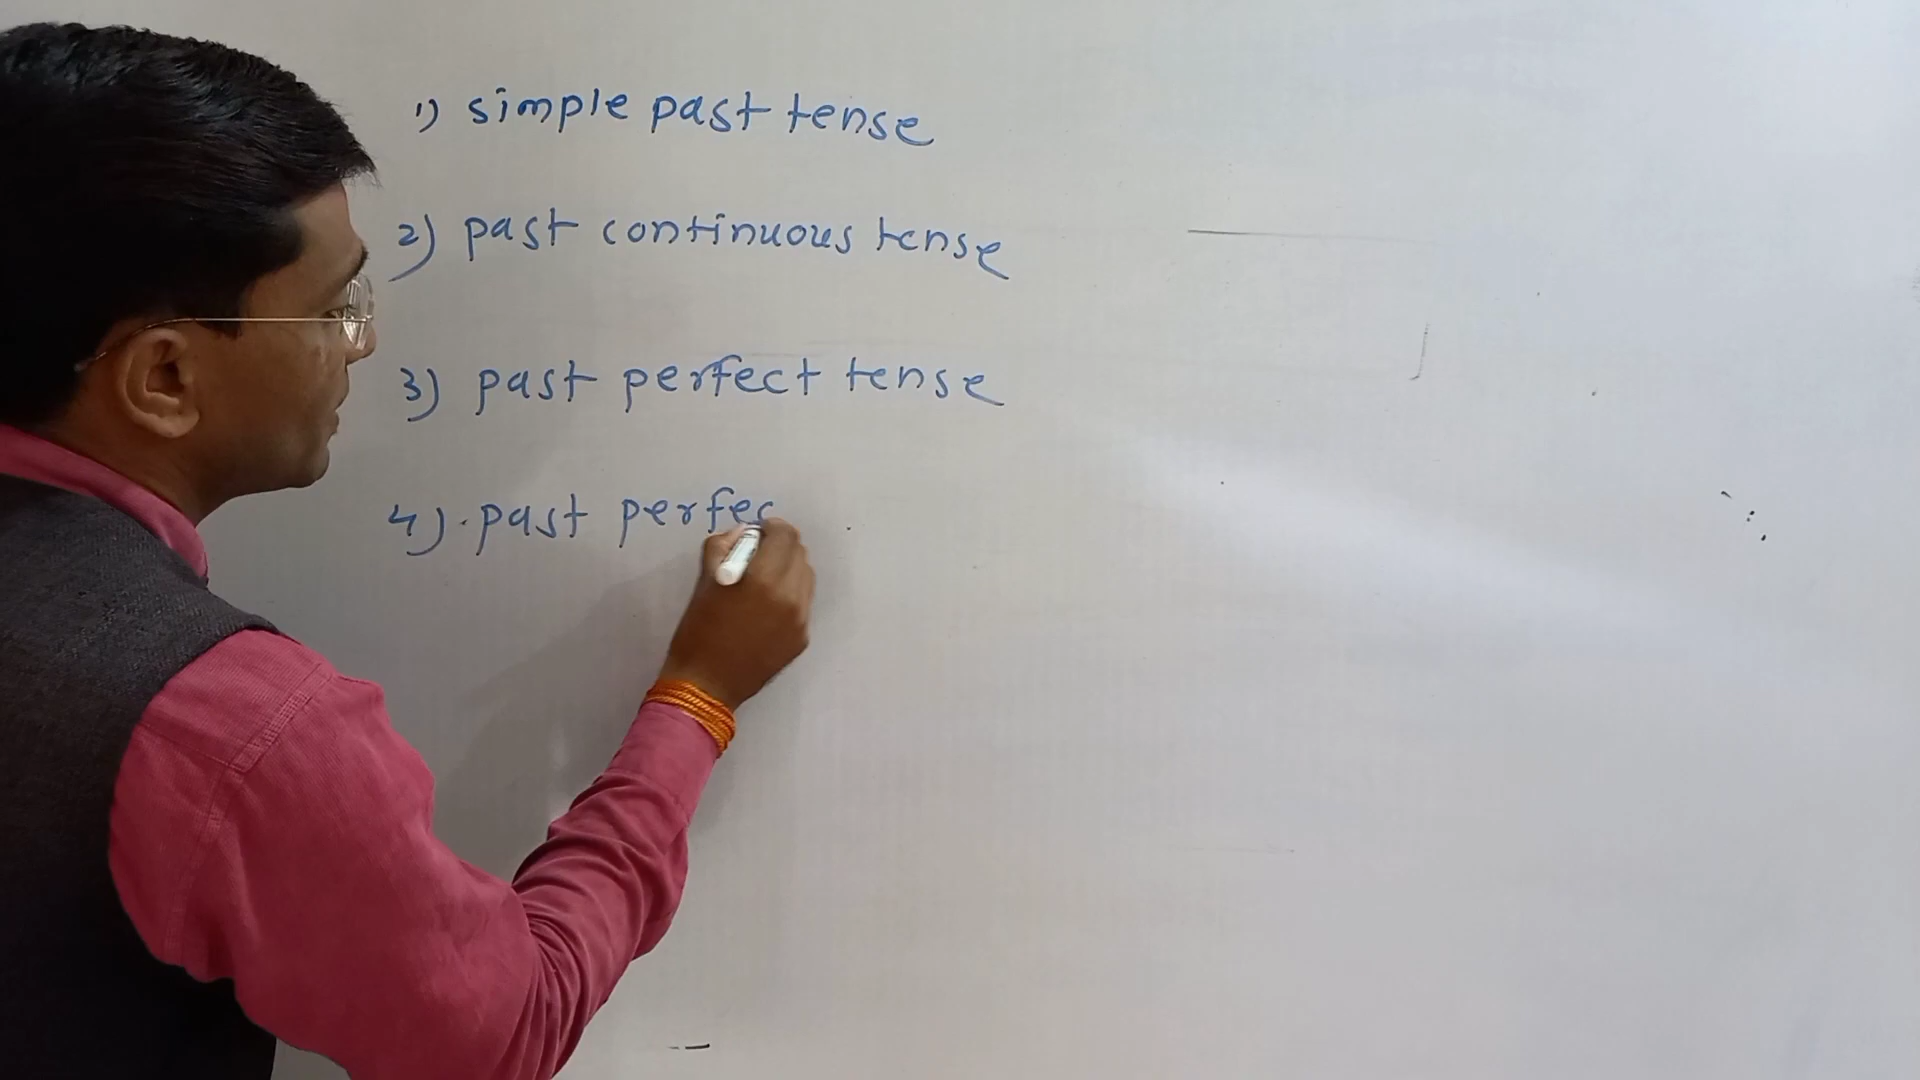 1) simple past tense
2) past continuous tense
3) past perfect tense
4) past perfec